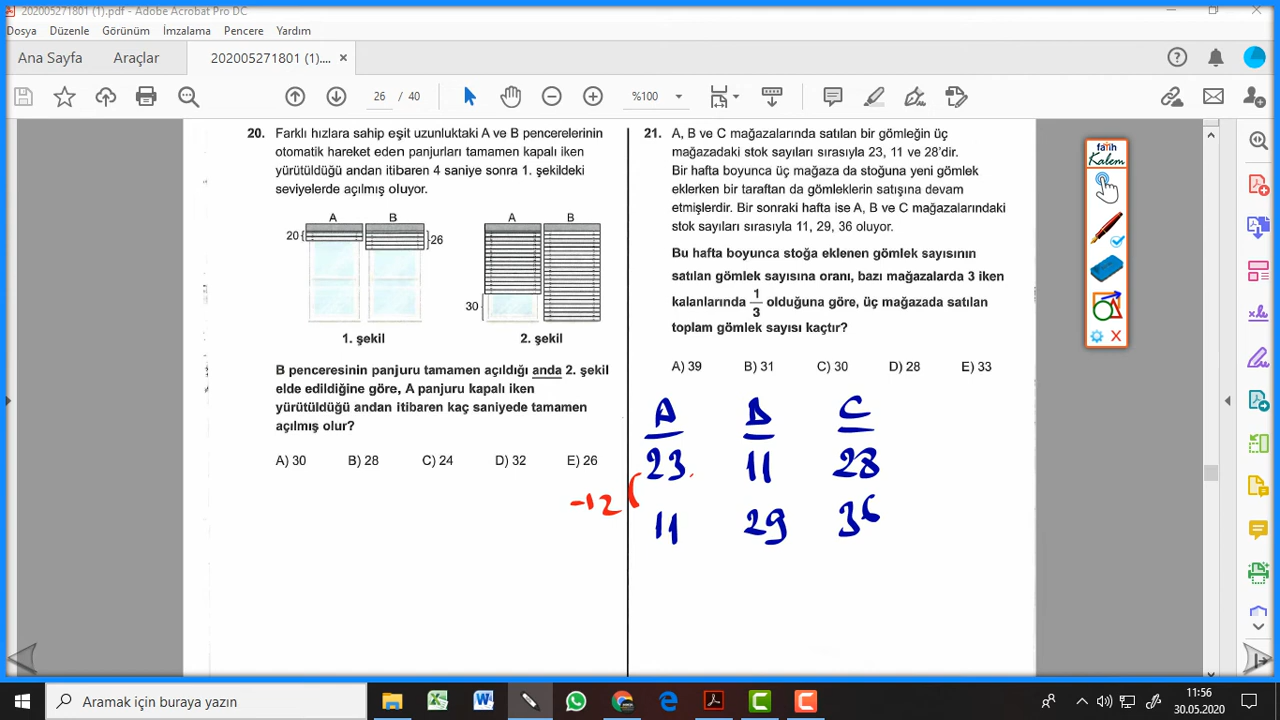 202005271801 (1).pdf - Adobe Acrobat Pro DC
Dosya Düzenle Görünüm İmzalama Pencere Yardım
Ana Sayfa Araçlar 202005271801 (1).... ×
26 / 40 %100
20. Farklı hızlara sahip eşit uzunluktaki A ve B pencerelerinin
otomatik hareket eden panjurları tamamen kapalı iken
yürütüldüğü andan itibaren 4 saniye sonra 1. şekildeki
seviyelerde açılmış oluyor.
A B A B
20 26
30
1. şekil 2. şekil
B penceresinin panjuru tamamen açıldığı anda 2. şekil
elde edildiğine göre, A panjuru kapalı iken
yürütüldüğü andan itibaren kaç saniyede tamamen
açılmış olur?
A) 30 B) 28 C) 24 D) 32 E) 26
21. A, B ve C mağazalarında satılan bir gömleğin üç
mağazadaki stok sayıları sırasıyla 23, 11 ve 28'dir.
Bir hafta boyunca üç mağaza da stoğuna yeni gömlek
eklerken bir taraftan da gömleklerin satışına devam
etmişlerdir. Bir sonraki hafta ise A, B ve C mağazalarındaki
stok sayıları sırasıyla 11, 29, 36 oluyor.
Bu hafta boyunca stoğa eklenen gömlek sayısının
satılan gömlek sayısına oranı, bazı mağazalarda 3 iken
kalanlarında 1/3 olduğuna göre, üç mağazada satılan
toplam gömlek sayısı kaçtır?
A) 39 B) 31 C) 30 D) 28 E) 33
A B C
23 11 28
-12
11 29 36
fatih
Kalem
Aramak için buraya yazın
11:56
30.05.2020